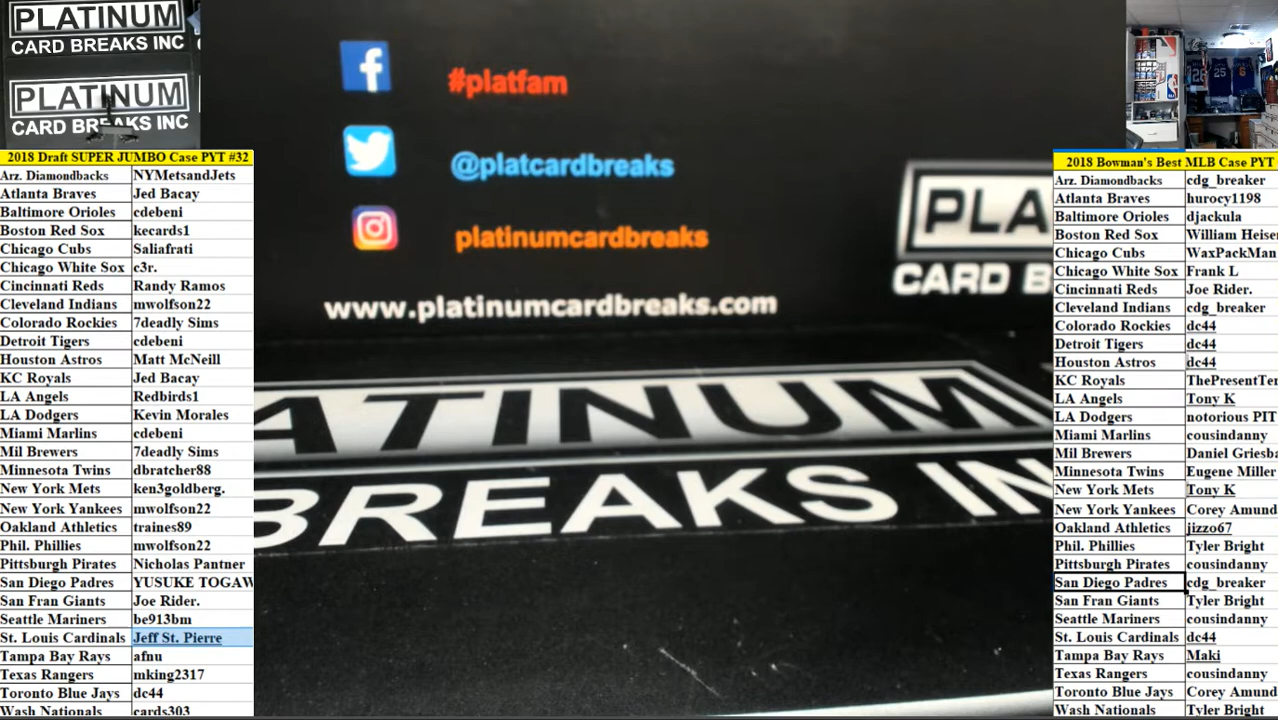 PLATINUM
CARD BREAKS INC
PLATINUM
CARD BREAKS INC
2018 Draft SUPER JUMBO Case PYT #32
Arz. Diamondbacks NYMetsandJets
Atlanta Braves Jed Bacay
Baltimore Orioles cdebeni
Boston Red Sox kecards1
Chicago Cubs Saliafrati
Chicago White Sox c3r.
Cincinnati Reds Randy Ramos
Cleveland Indians mwolfson22
Colorado Rockies 7deadly Sims
Detroit Tigers cdebeni
Houston Astros Matt McNeill
KC Royals Jed Bacay
LA Angels Redbirds1
LA Dodgers Kevin Morales
Miami Marlins cdebeni
Mil Brewers 7deadly Sims
Minnesota Twins dbratcher88
New York Mets ken3goldberg.
New York Yankees mwolfson22
Oakland Athletics traines89
Phil. Phillies mwolfson22
Pittsburgh Pirates Nicholas Pantner
San Diego Padres YUSUKE TOGAW
San Fran Giants Joe Rider.
Seattle Mariners be913bm
St. Louis Cardinals Jeff St. Pierre
Tampa Bay Rays afnu
Texas Rangers mking2317
Toronto Blue Jays dc44
Wash Nationals cards303
f #platfam
@platcardbreaks
platinumcardbreaks
www.platinumcardbreaks.com
PLA
CARD B
ATINUM
BREAKS IN
26 25 6
2018 Bowman's Best MLB Case PYT
Arz. Diamondbacks cdg_breaker
Atlanta Braves hurocy1198
Baltimore Orioles djackula
Boston Red Sox William Heise
Chicago Cubs WaxPackMan
Chicago White Sox Frank L
Cincinnati Reds Joe Rider.
Cleveland Indians cdg_breaker
Colorado Rockies dc44
Detroit Tigers dc44
Houston Astros dc44
KC Royals ThePresentTer
LA Angels Tony K
LA Dodgers notorious PIT
Miami Marlins cousindanny
Mil Brewers Daniel Griesba
Minnesota Twins Eugene Miller
New York Mets Tony K
New York Yankees Corey Amund
Oakland Athletics jizzo67
Phil. Phillies Tyler Bright
Pittsburgh Pirates cousindanny
San Diego Padres cdg_breaker
San Fran Giants Tyler Bright
Seattle Mariners cousindanny
St. Louis Cardinals dc44
Tampa Bay Rays Maki
Texas Rangers cousindanny
Toronto Blue Jays Corey Amund
Wash Nationals Tyler Bright